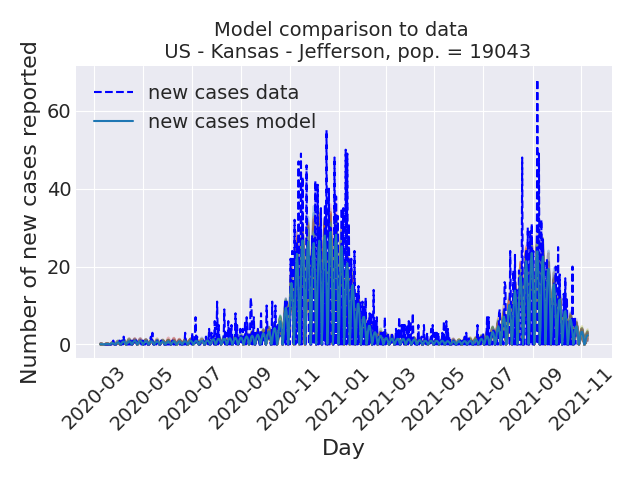 Model comparison to data
US - Kansas - Jefferson, pop. = 19043
Number of new cases reported
60
40
20
0
new cases data
new cases model
2020-03
2020-05
2020-07
2020-09
2020-11
2021-01
2021-03
2021-05
2021-07
2021-09
2021-11
Day